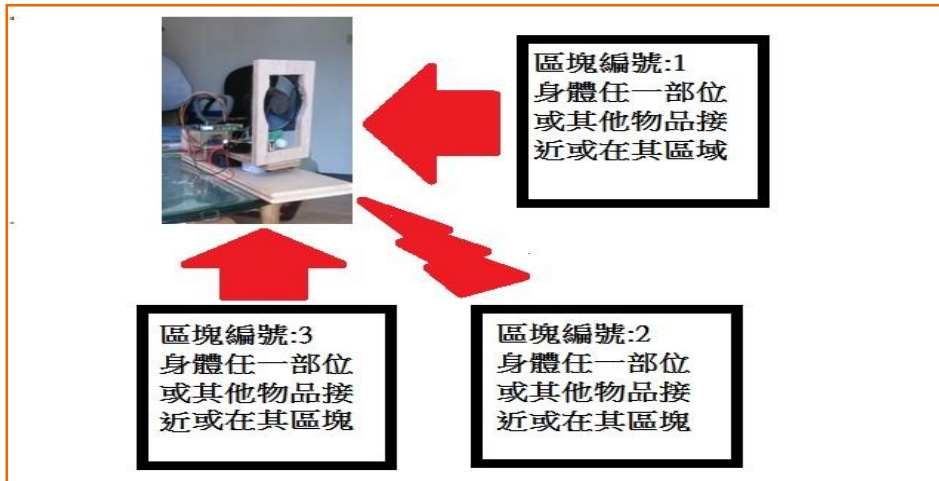 區塊編號:1
身體任一部位
或其他物品接
近或在其區域
區塊編號:3
身體任一部位
或其他物品接
近或在其區塊
區塊編號:2
身體任一部位
或其他物品接
近或在其區塊